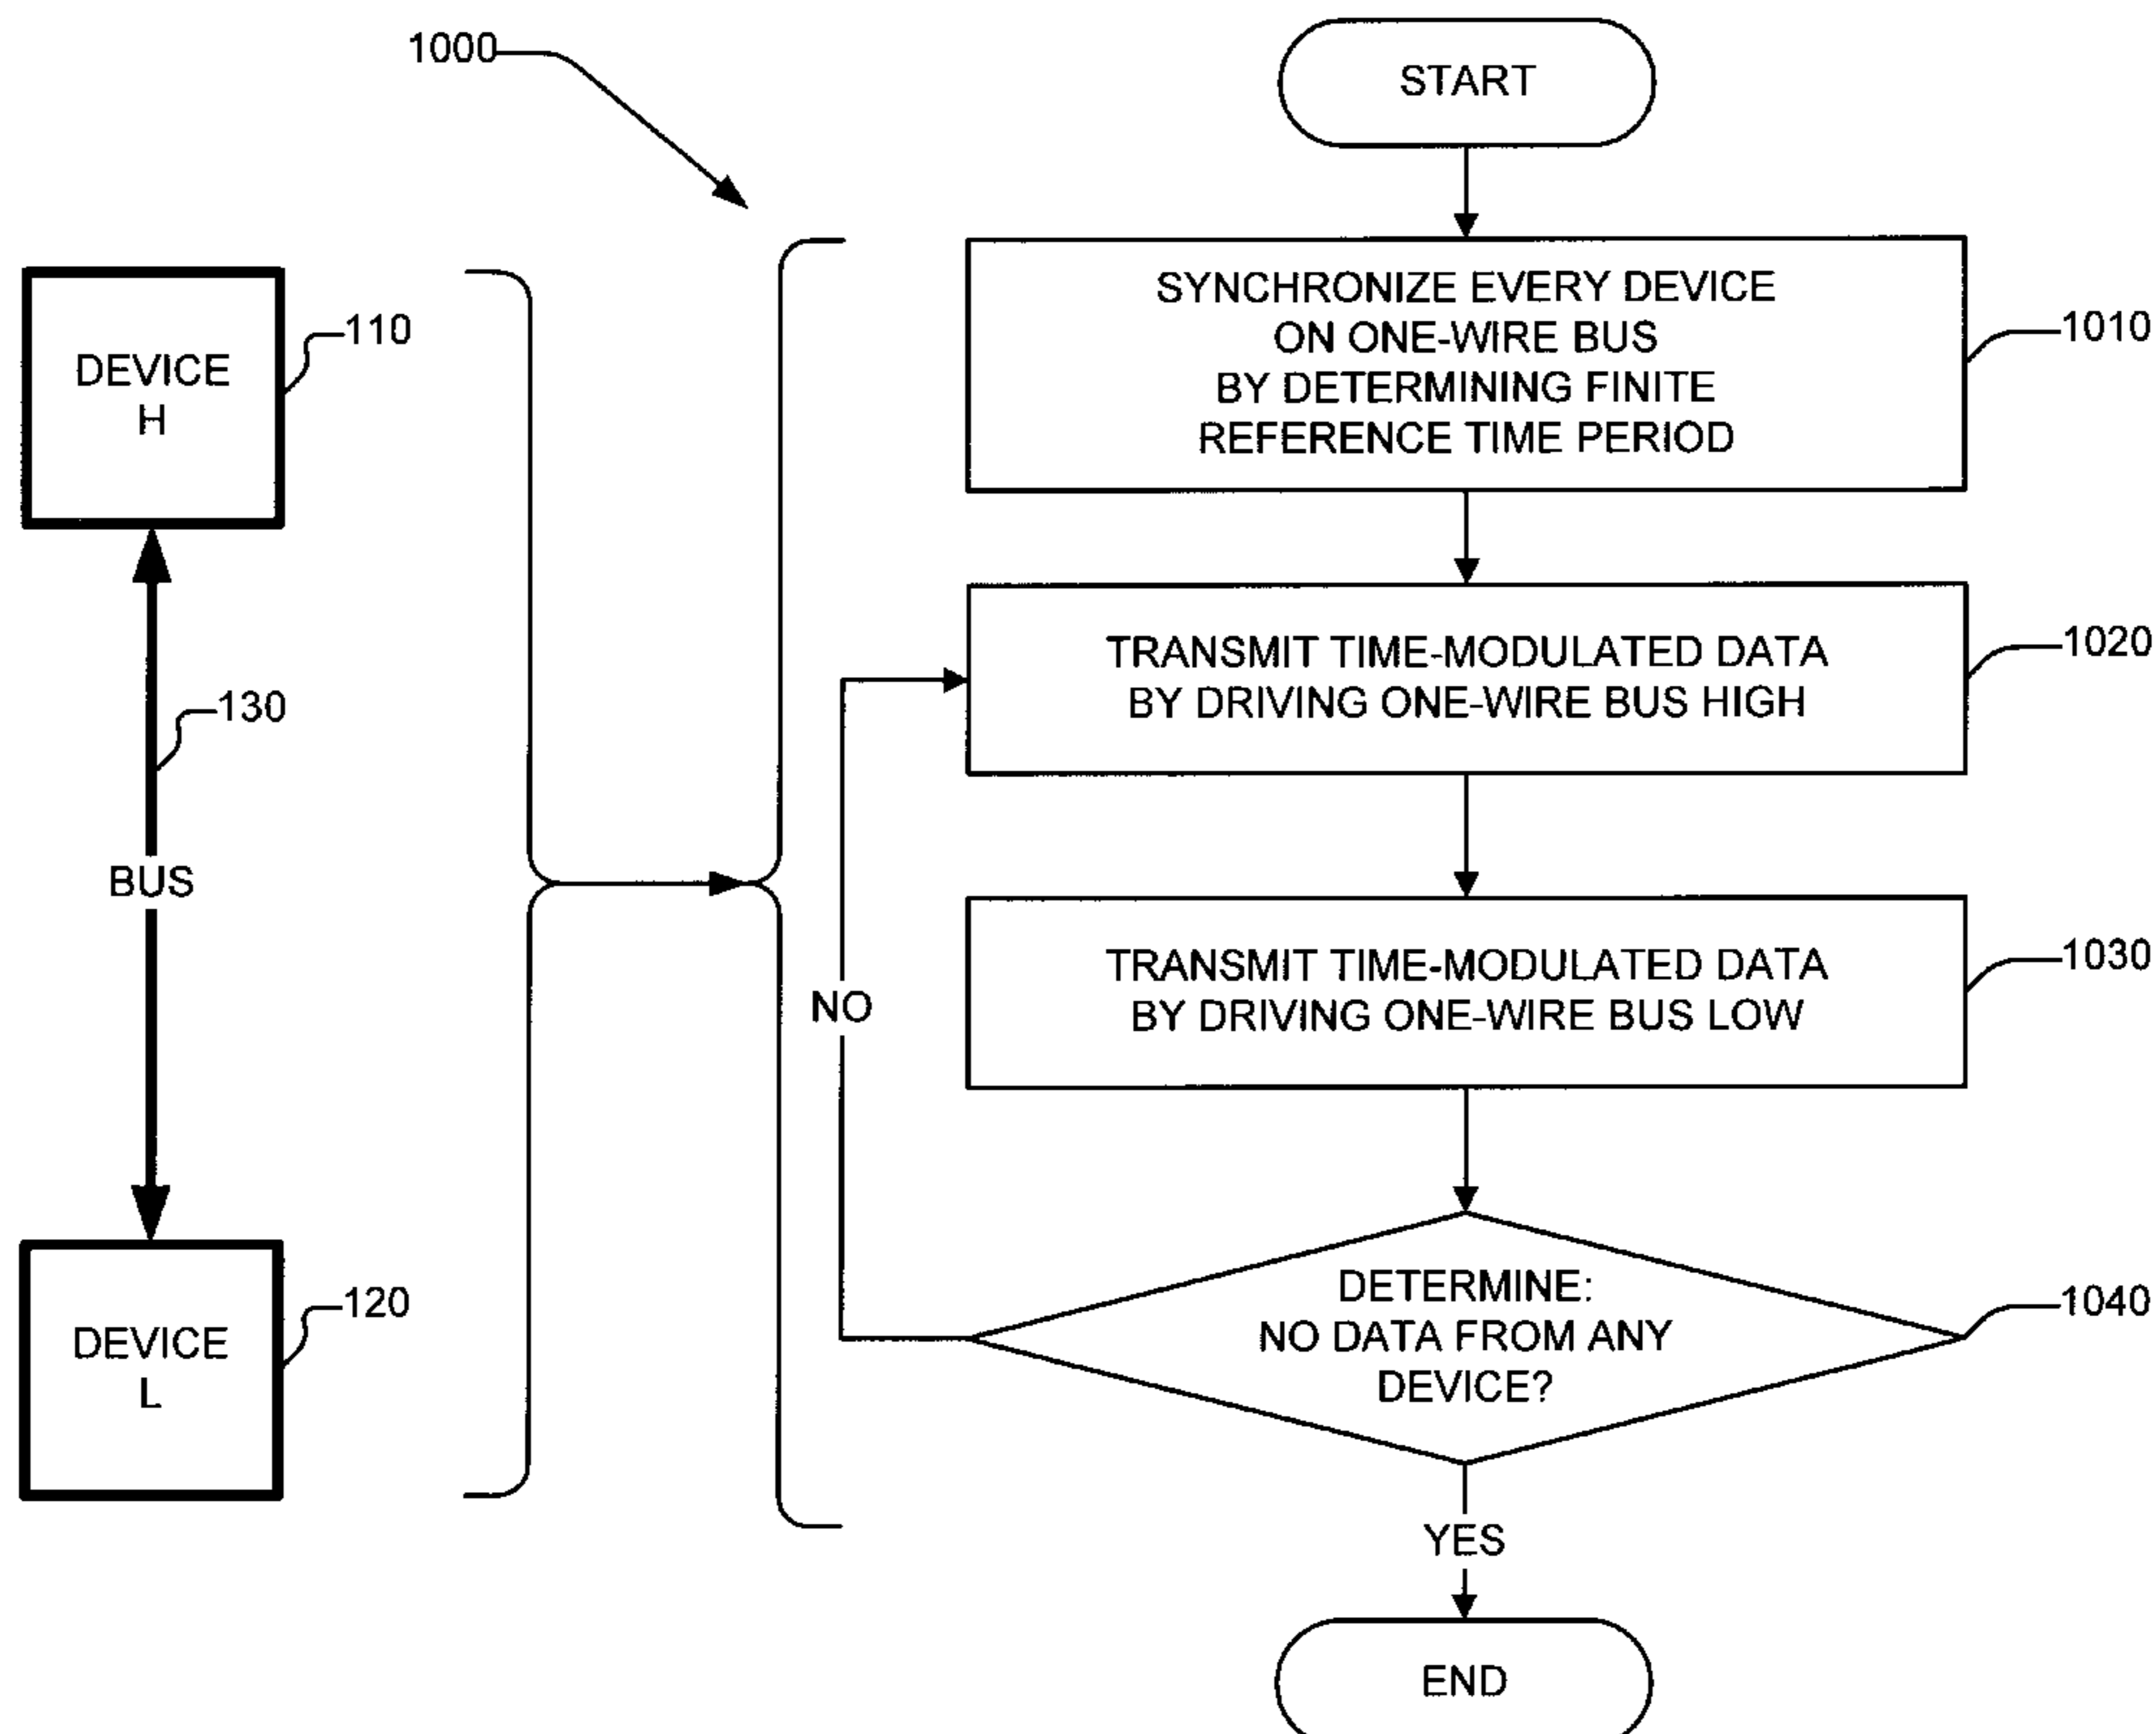 1000
START
DEVICE
H
110
130
BUS
DEVICE
L
120
SYNCHRONIZE EVERY DEVICE
ON ONE-WIRE BUS
BY DETERMINING FINITE
REFERENCE TIME PERIOD
1010
TRANSMIT TIME-MODULATED DATA
BY DRIVING ONE-WIRE BUS HIGH
1020
TRANSMIT TIME-MODULATED DATA
BY DRIVING ONE-WIRE BUS LOW
1030
NO
DETERMINE:
NO DATA FROM ANY
DEVICE?
1040
YES
END